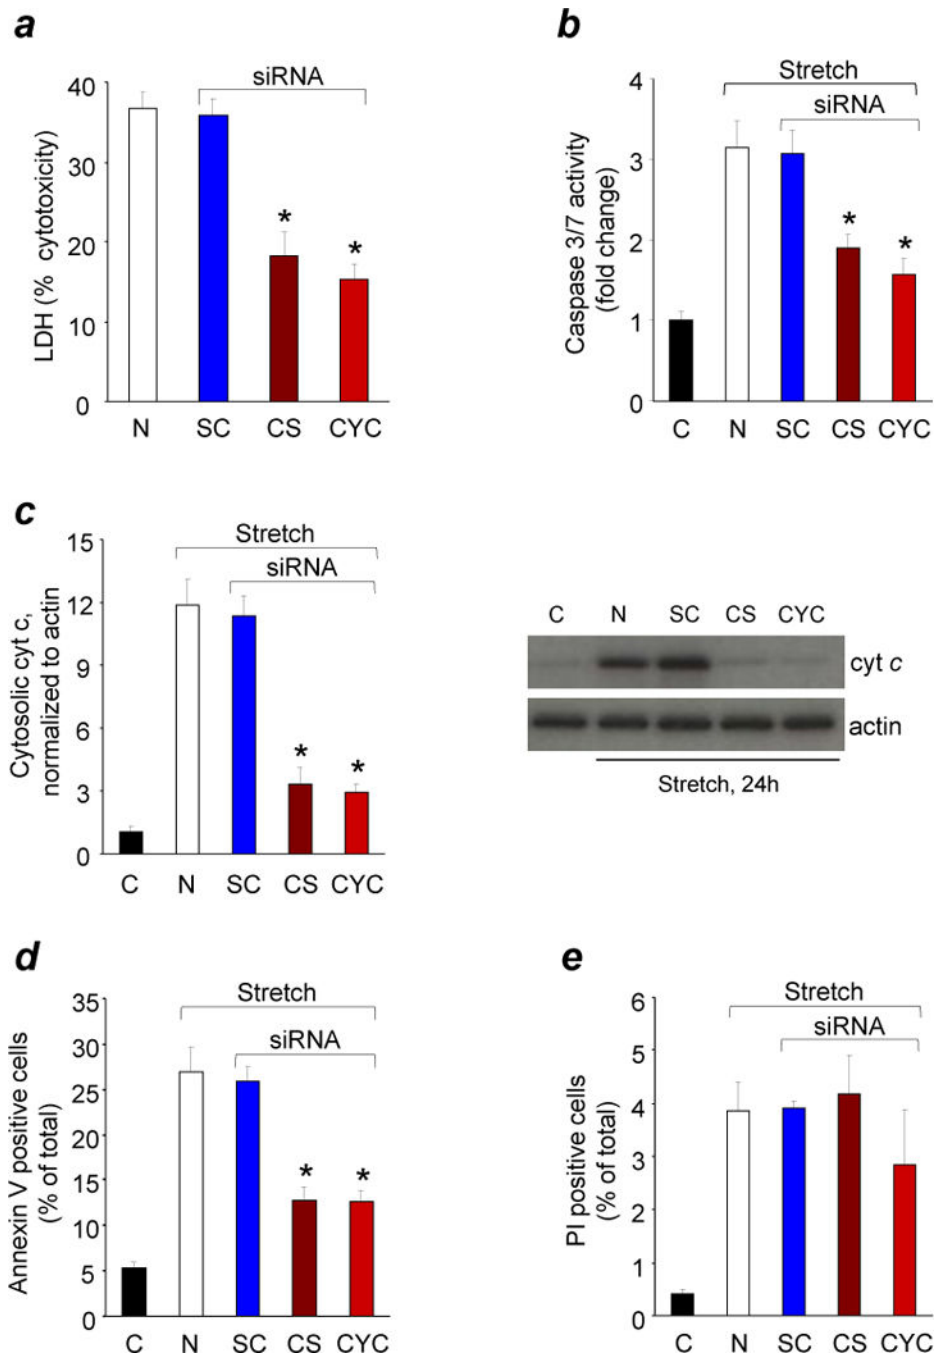 a
siRNA
LDH (% cytotoxicity)
40
30
20
10
0
N SC CS CYC
* *
b
Stretch
siRNA
Caspase 3/7 activity
(fold change)
4
3
2
1
0
C N SC CS CYC
* *
c
Stretch
siRNA
Cytosolic cyt c,
normalized to actin
15
12
9
6
3
0
C N SC CS CYC
* *
C N SC CS CYC
cyt c
actin
Stretch, 24h
d
Stretch
siRNA
Annexin V positive cells
(% of total)
35
30
25
20
15
10
5
0
C N SC CS CYC
* *
e
Stretch
siRNA
PI positive cells
(% of total)
6
5
4
3
2
1
0
C N SC CS CYC